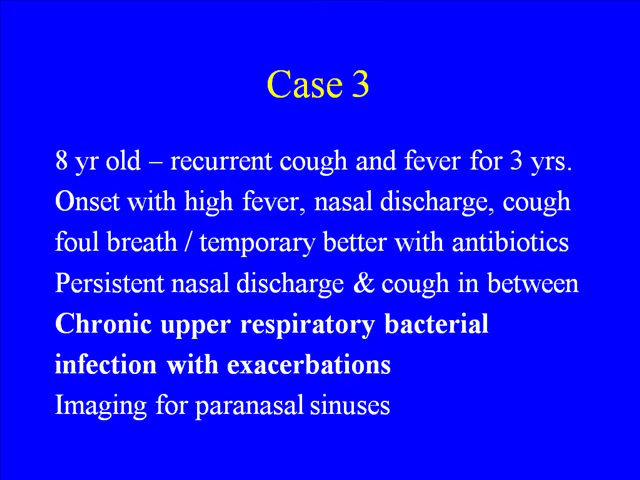 Case 3
8 yr old – recurrent cough and fever for 3 yrs.
Onset with high fever, nasal discharge, cough
foul breath / temporary better with antibiotics
Persistent nasal discharge & cough in between
Chronic upper respiratory bacterial
infection with exacerbations
Imaging for paranasal sinuses